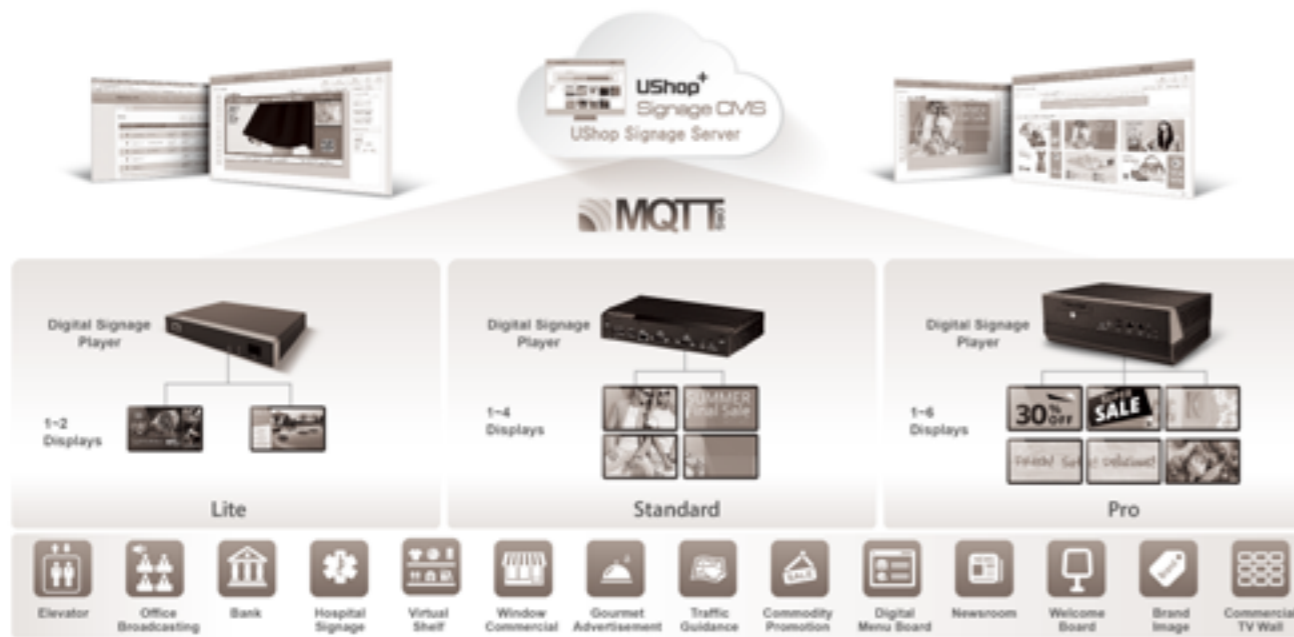 UShop+
Signage CMS
UShop Signage Server
MQTT
.ORG
Digital Signage
Player
1~2
Displays
Lite
Digital Signage
Player
SUMMER
Final Sale
1~4
Displays
Standard
Digital Signage
Player
30% OFF
SUPER
SALE
K
1~6
Displays
Pro
Elevator
Office
Broadcasting
Bank
Hospital
Signage
Virtual
Shelf
Window
Commercial
Gourmet
Advertisement
Traffic
Guidance
SALE
Commodity
Promotion
Digital
Menu Board
Newsroom
Welcome
Board
Brand
Image
Commercial
TV Wall